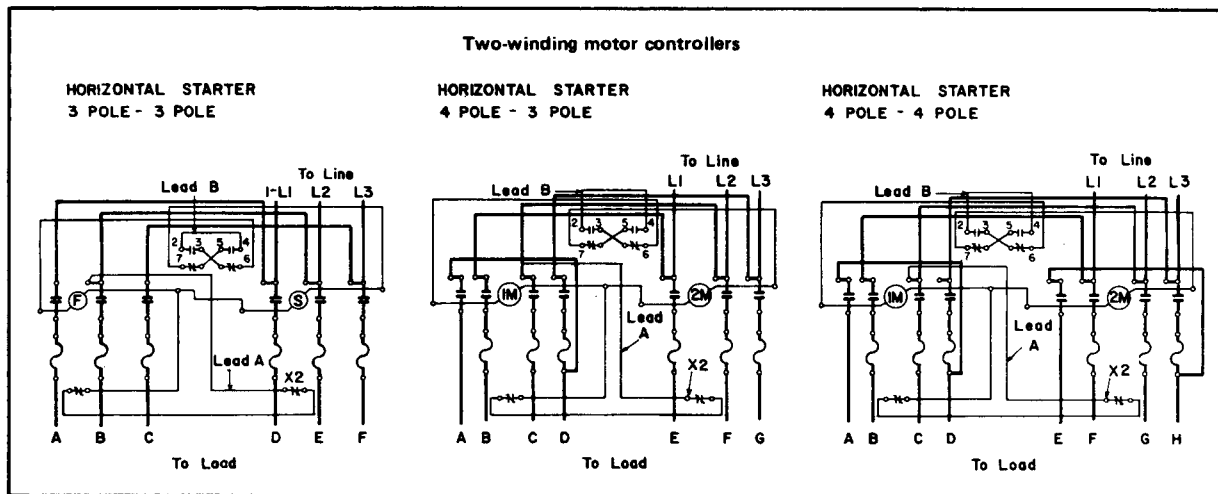 Two-winding motor controllers
HORIZONTAL STARTER
3 POLE - 3 POLE
To Line
Lead B
1-L1 L2 L3
2 3 5 4
7 6
F
S
Lead A
X2
A B C D E F
To Load
HORIZONTAL STARTER
4 POLE - 3 POLE
To Line
Lead B
L1 L2 L3
2 3 5 4
7 6
1M
2M
Lead
A
X2
A B C D E F G
To Load
HORIZONTAL STARTER
4 POLE - 4 POLE
To Line
Lead B
L1 L2 L3
2 3 5 4
7 6
1M
2M
Lead
A
X2
A B C D E F G H
To Load